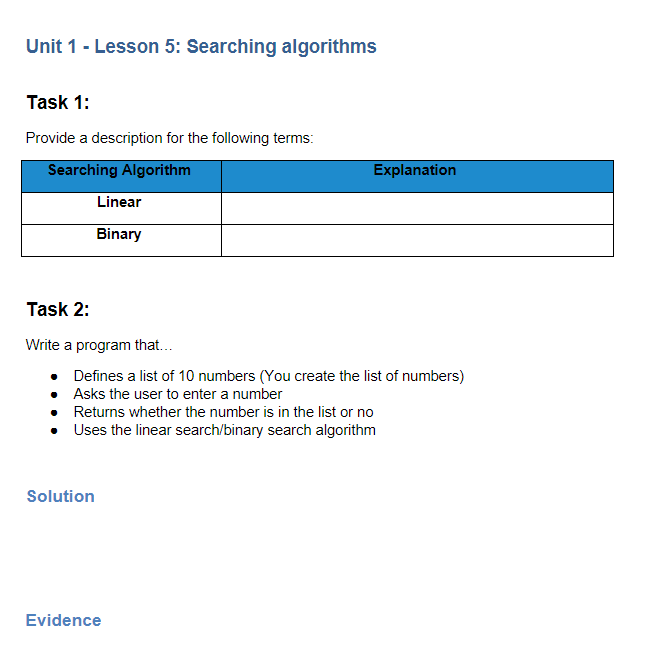 Unit 1 - Lesson 5: Searching algorithms
Task 1:
Provide a description for the following terms:
Searching Algorithm Explanation
Linear
Binary
Task 2:
Write a program that…
● Defines a list of 10 numbers (You create the list of numbers)
● Asks the user to enter a number
● Returns whether the number is in the list or no
● Uses the linear search/binary search algorithm
Solution
Evidence